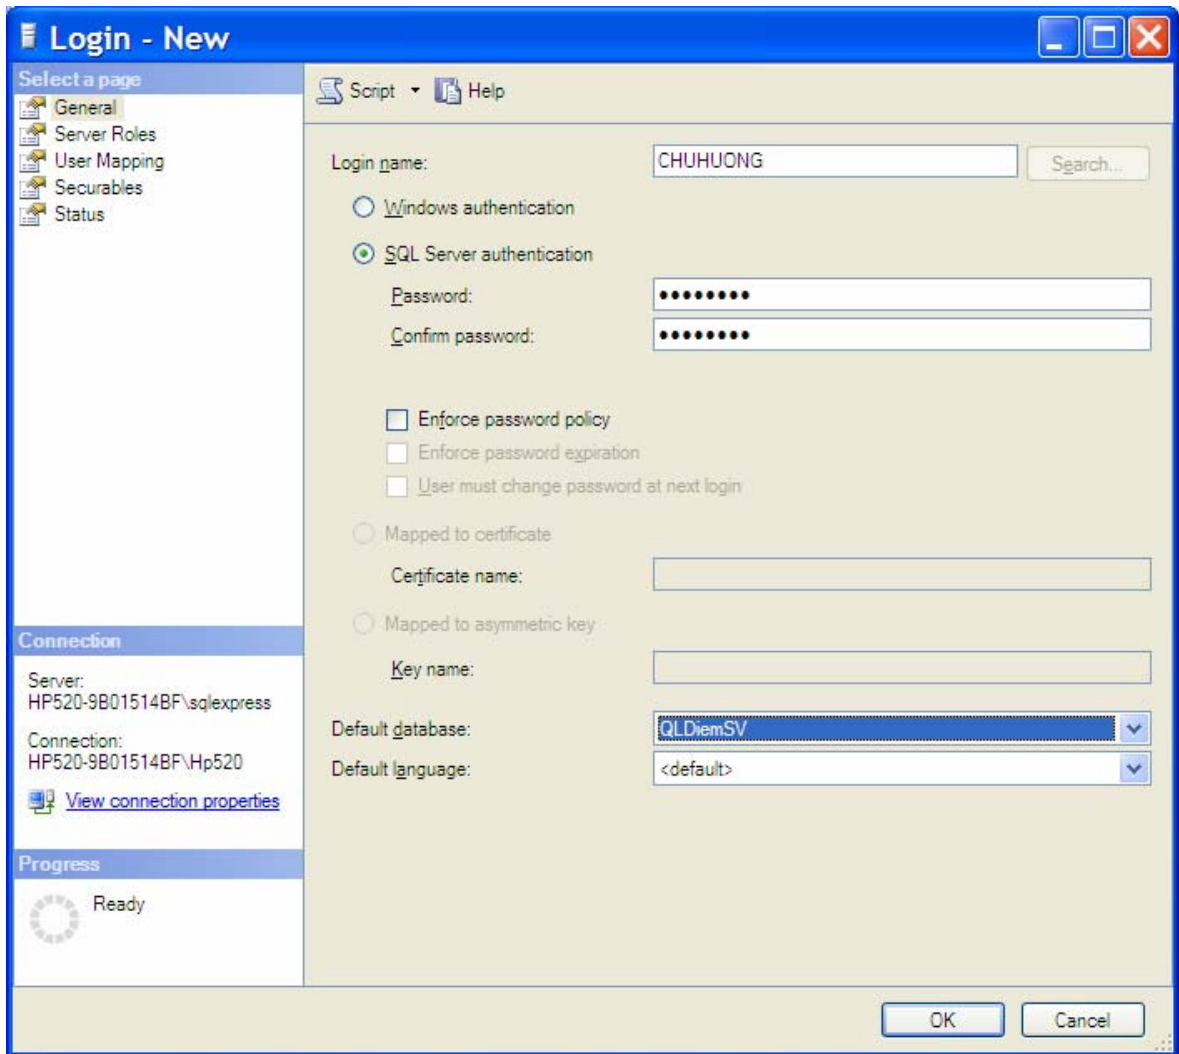 Login - New
Select a page
General
Server Roles
User Mapping
Securables
Status
Script
Help
Login name:
CHUHUONG
Search...
Windows authentication
SQL Server authentication
Password:
••••••••
Confirm password:
••••••••
Enforce password policy
Enforce password expiration
User must change password at next login
Mapped to certificate
Certificate name:
Mapped to asymmetric key
Key name:
Default database:
QLDiemSV
Default language:
<default>
Connection
Server:
HP520-9B01514BF\sqlexpress
Connection:
HP520-9B01514BF\Hp520
View connection properties
Progress
Ready
OK
Cancel